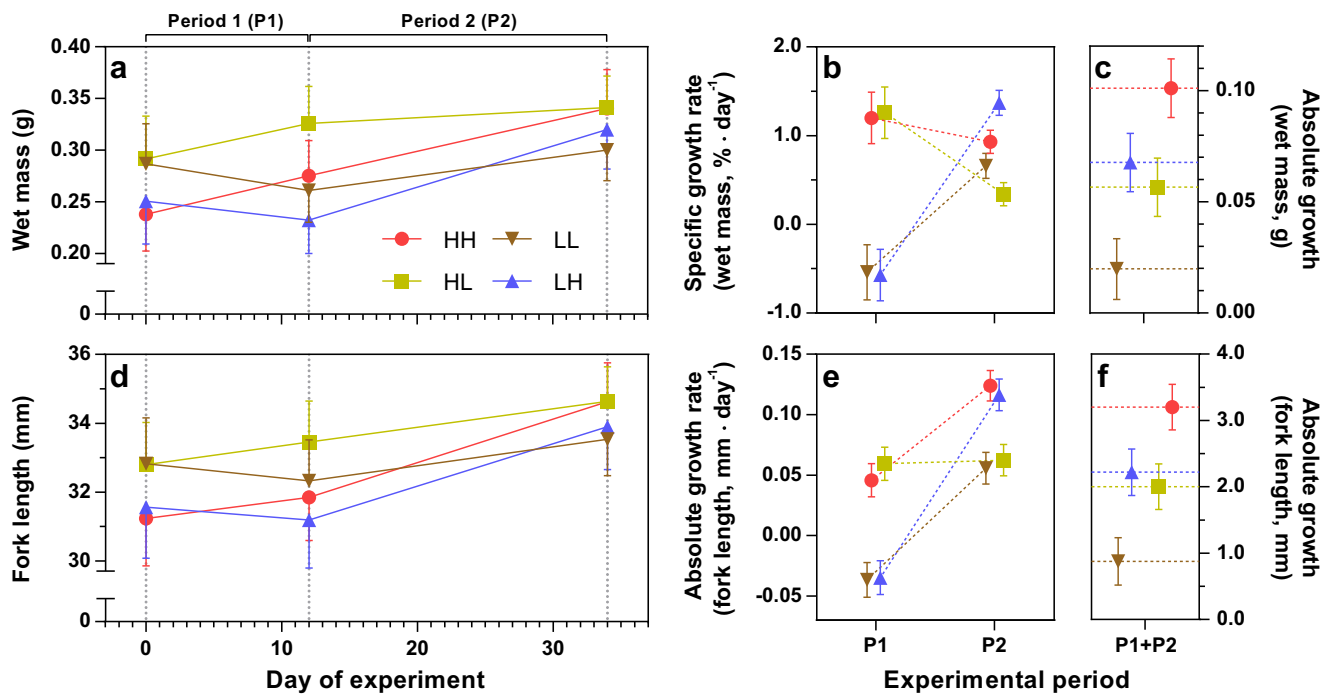 Period 1 (P1) Period 2 (P2)
a
Wet mass (g)
0.40
0.35
0.30
0.25
0.20
0
HH LL
HL LH
b
Specific growth rate
(wet mass, % · day-1)
2.0
1.0
0.0
-1.0
c
0.10
0.05
0.00
Absolute growth
(wet mass, g)
d
Fork length (mm)
36
34
32
30
0
0 10 20 30
Day of experiment
e
Absolute growth rate
(fork length, mm · day-1)
0.15
0.10
0.05
0.00
-0.05
P1 P2
f
4.0
3.0
2.0
1.0
0.0
Absolute growth
(fork length, mm)
P1+P2
Experimental period